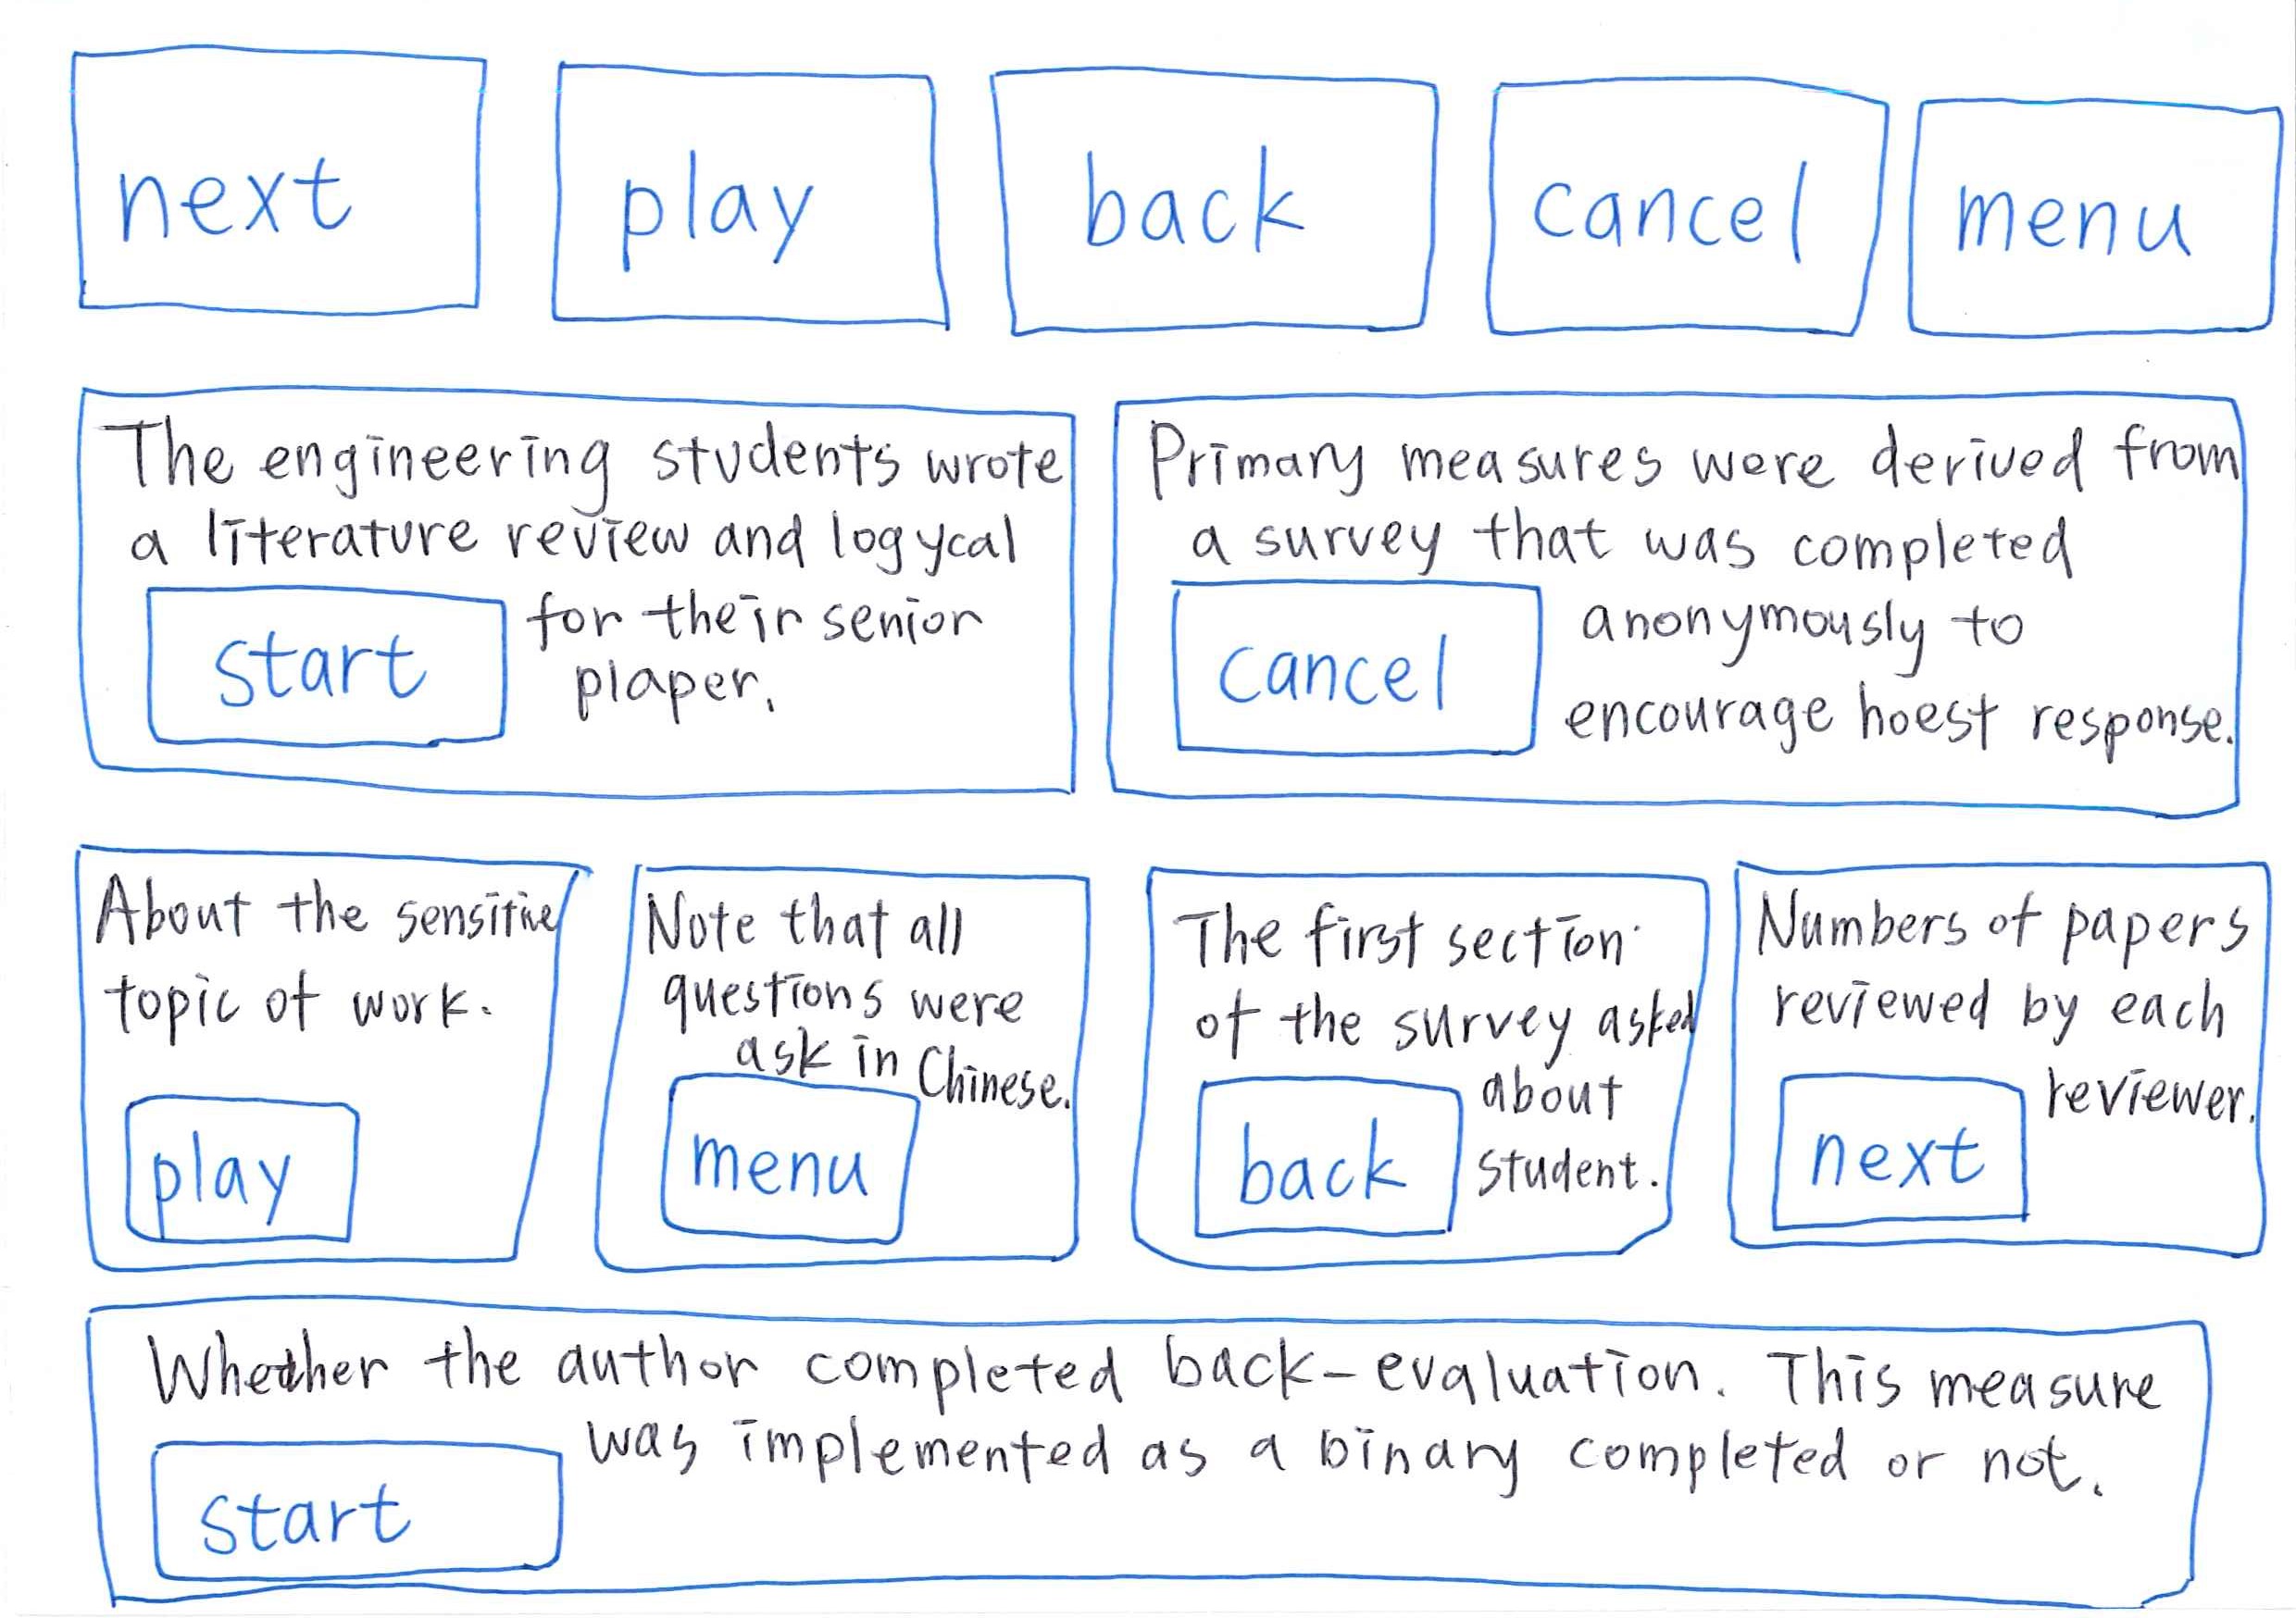 next
play
back
cancel
menu
The engineering students wrote
a literature review and logycal
for their senior
plaper.
start
Primary measures were derived from
a survey that was completed
anonymously to
encourage hoest response.
cancel
About the sensitive
topic of work.
play
Note that all
questions were
ask in Chinese.
menu
The first section
of the survey asked
about
student.
back
Numbers of papers
reviewed by each
reviewer.
next
Whether the author completed back-evaluation. This measure
was implemented as a binary completed or not.
start